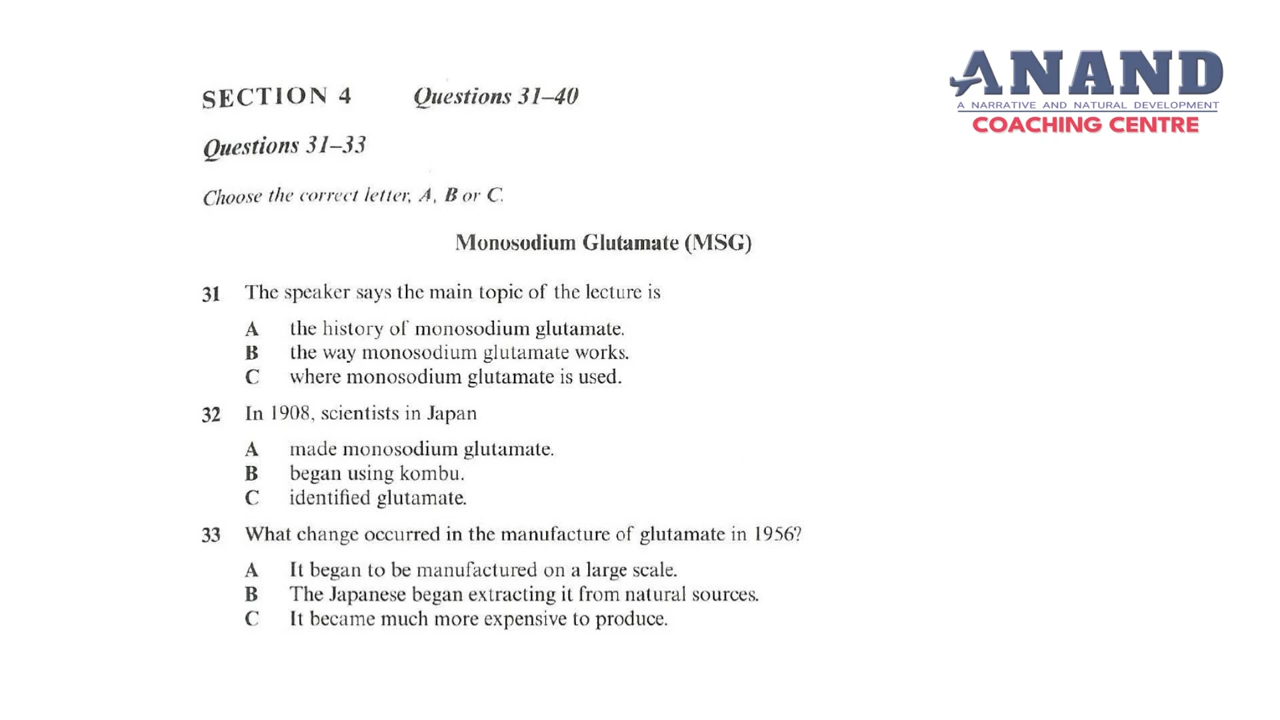 ANAND
A NARRATIVE AND NATURAL DEVELOPMENT
COACHING CENTRE
SECTION 4 Questions 31–40
Questions 31–33
Choose the correct letter, A, B or C.
Monosodium Glutamate (MSG)
31 The speaker says the main topic of the lecture is
A the history of monosodium glutamate.
B the way monosodium glutamate works.
C where monosodium glutamate is used.
32 In 1908, scientists in Japan
A made monosodium glutamate.
B began using kombu.
C identified glutamate.
33 What change occurred in the manufacture of glutamate in 1956?
A It began to be manufactured on a large scale.
B The Japanese began extracting it from natural sources.
C It became much more expensive to produce.